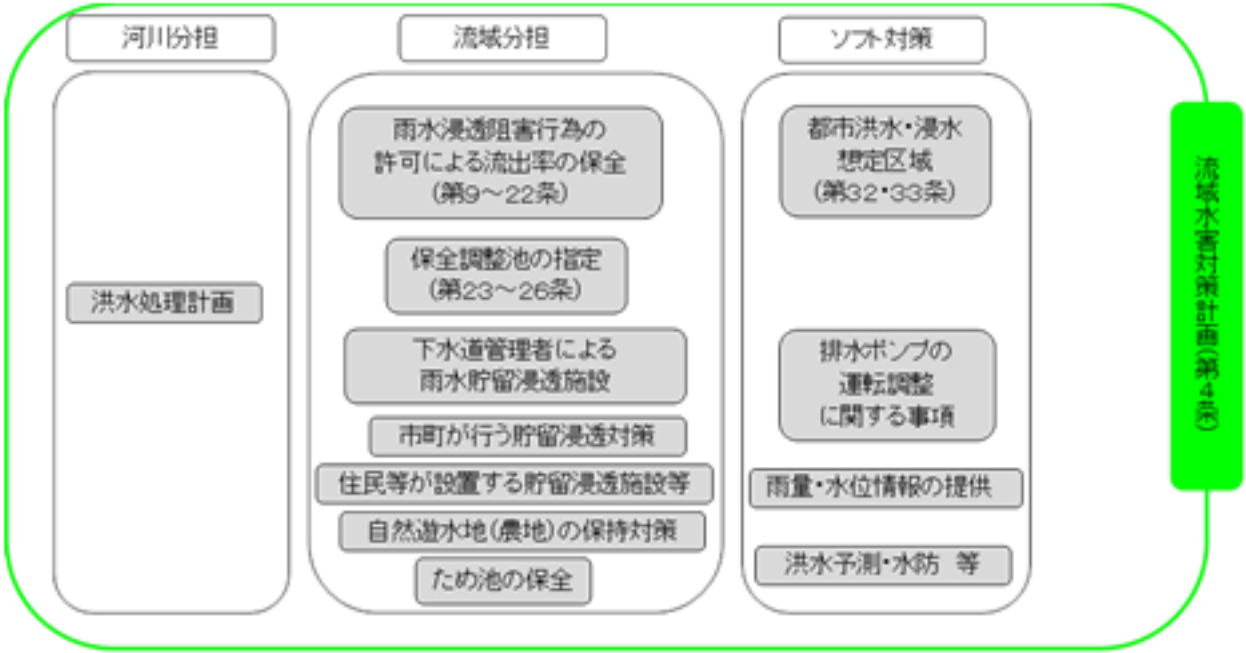 河川分担
洪水処理計画
流域分担
雨水浸透阻害行為の
許可による流出率の保全
(第9～22条)
保全調整池の指定
(第23～26条)
下水道管理者による
雨水貯留浸透施設
市町が行う貯留浸透対策
住民等が設置する貯留浸透施設等
自然遊水地(農地)の保持対策
ため池の保全
ソフト対策
都市洪水・浸水
想定区域
(第32・33条)
排水ポンプの
運転調整
に関する事項
雨量・水位情報の提供
洪水予測・水防 等
流域水害対策計画(第4条)